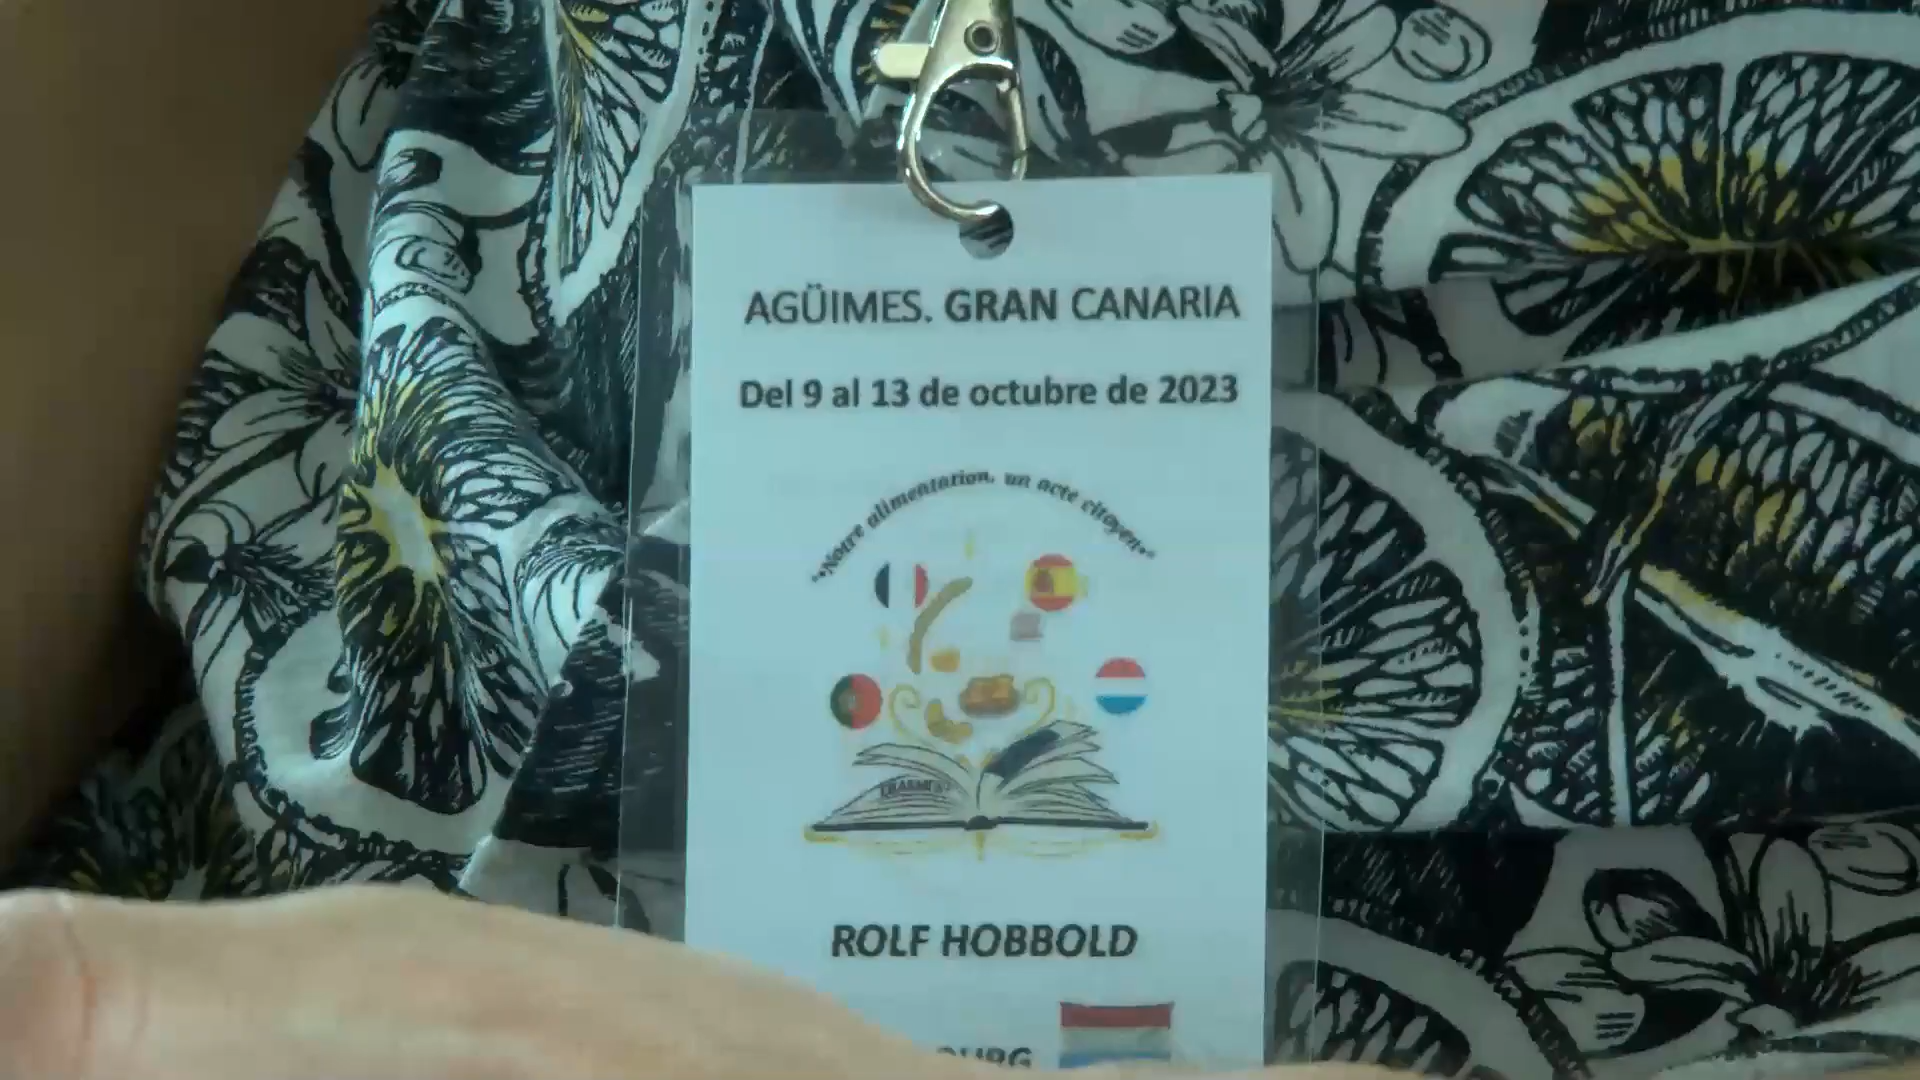 AGÜIMES. GRAN CANARIA
Del 9 al 13 de octubre de 2023
"Notre alimentation, un acte citoyen"
ROLF HOBBOLD